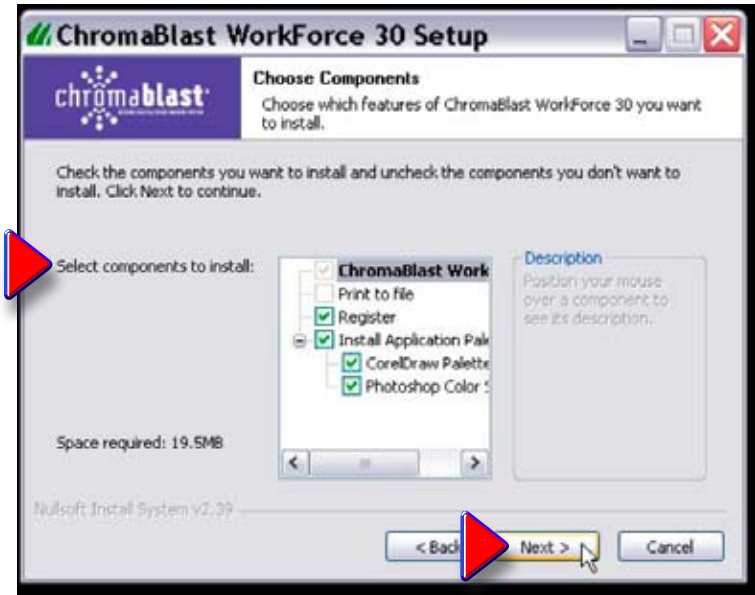 ChromaBlast WorkForce 30 Setup
chromablast
Choose Components
Choose which features of ChromaBlast WorkForce 30 you want
to install.
Check the components you want to install and uncheck the components you don't want to
install. Click Next to continue.
Select components to install:
ChromaBlast Work
Print to file
Register
Install Application Pale
CorelDraw Palette
Photoshop Color S
Description
Position your mouse
over a component to
see its description.
Space required: 19.5MB
Nullsoft Install System v2.39
< Back
Next >
Cancel